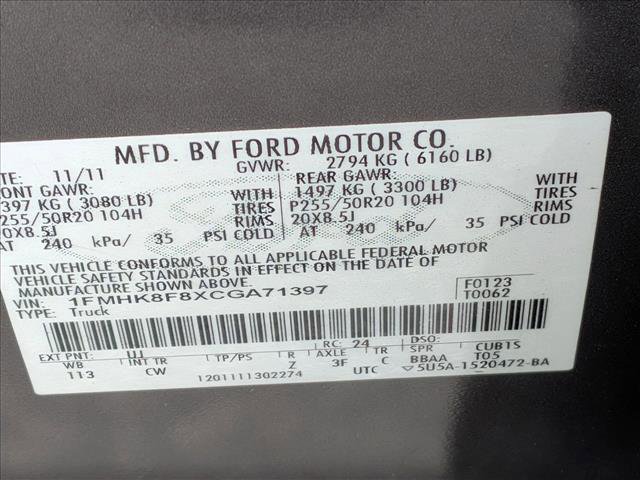 MFD. BY FORD MOTOR CO.
TE: 11/11 GVWR: 2794 KG ( 6160 LB)
ONT GAWR: REAR GAWR:
397 KG ( 3080 LB) WITH 1497 KG ( 3300 LB) WITH
255/50R20 104H TIRES P255/50R20 104H TIRES
20X8.5J RIMS 20X8.5J RIMS
AT 240 kPa/ 35 PSI COLD AT 240 kPa/ 35 PSI COLD
THIS VEHICLE CONFORMS TO ALL APPLICABLE FEDERAL MOTOR
VEHICLE SAFETY STANDARDS IN EFFECT ON THE DATE OF
MANUFACTURE SHOWN ABOVE.
VIN: 1FMHK8F8XCGA71397 F0123
TYPE: Truck T0062
RC: 24 DSO:
EXT PNT: UJ
WB INT TR TP/PS R AXLE TR SPR CUB1S
113 CW Z 3F C BBAA T05
1201111302274 UTC ▽5U5A-1520472-BA